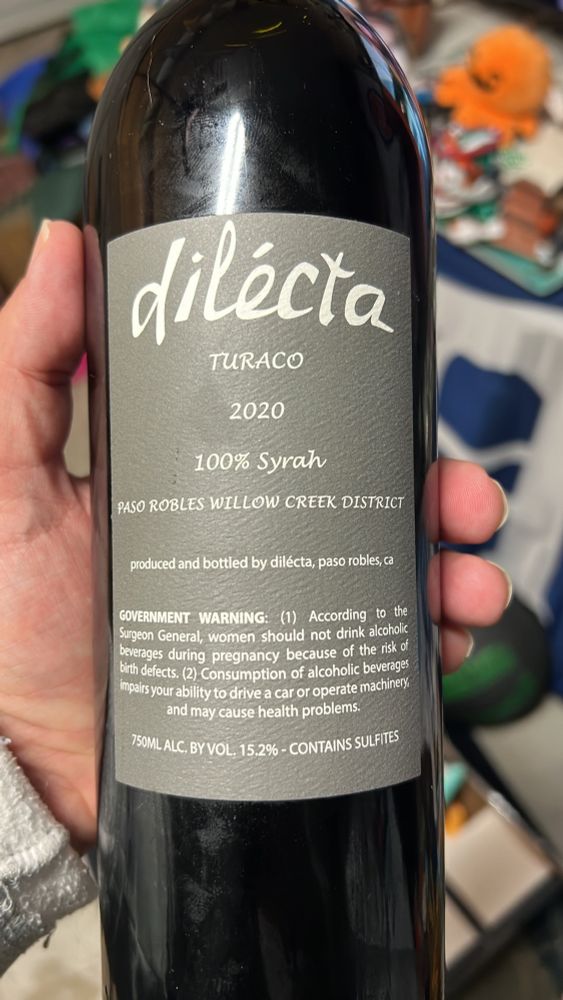 dilécta
TURACO
2020
100% Syrah
PASO ROBLES WILLOW CREEK DISTRICT
produced and bottled by dilécta, paso robles, ca
GOVERNMENT WARNING: (1) According to the
Surgeon General, women should not drink alcoholic
beverages during pregnancy because of the risk of
birth defects. (2) Consumption of alcoholic beverages
impairs your ability to drive a car or operate machinery,
and may cause health problems.
750ML ALC. BY VOL. 15.2% - CONTAINS SULFITES